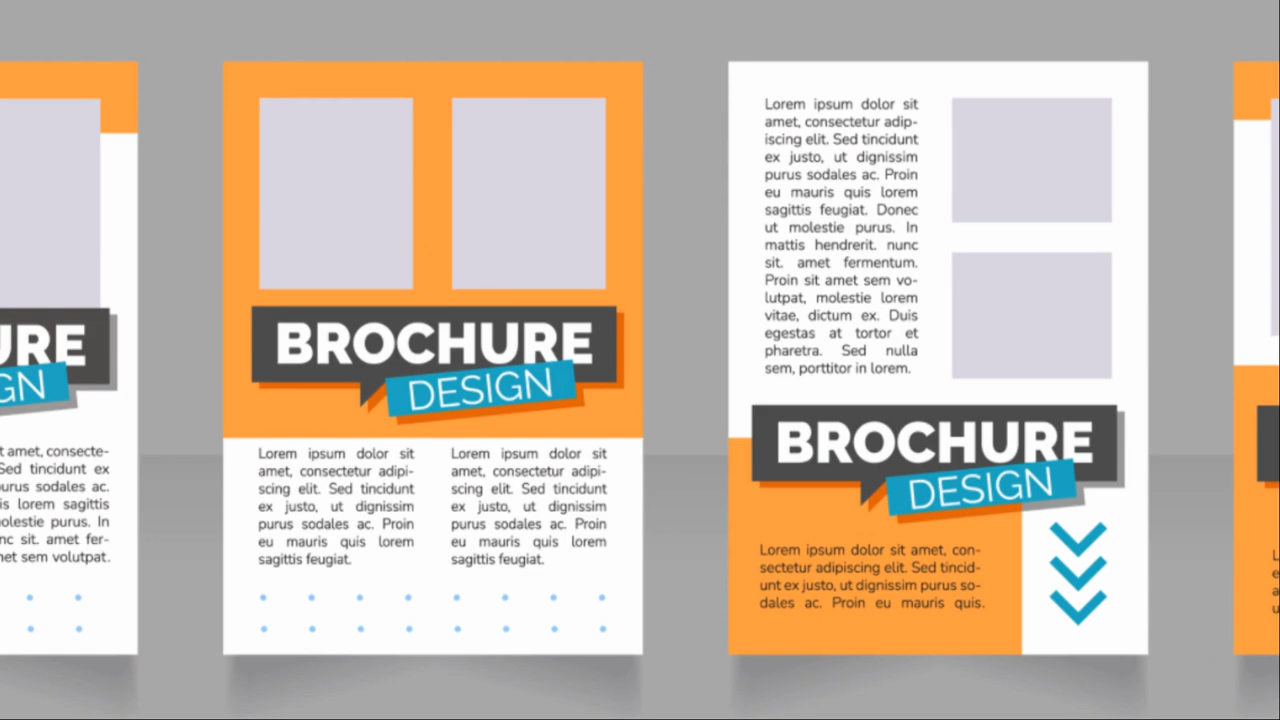 URE
GN
t amet, consecte-
Sed tincidunt ex
purus sodales ac.
is lorem sagittis
olestie purus. In
nc sit. amet fer-
met sem volutpat.
BROCHURE
DESIGN
Lorem ipsum dolor sit
amet, consectetur adipi-
scing elit. Sed tincidunt
ex justo, ut dignissim
purus sodales ac. Proin
eu mauris quis lorem
sagittis feugiat.
Lorem ipsum dolor sit
amet, consectetur adipi-
scing elit. Sed tincidunt
ex justo, ut dignissim
purus sodales ac. Proin
eu mauris quis lorem
sagittis feugiat.
Lorem ipsum dolor sit
amet, consectetur adip-
iscing elit. Sed tincidunt
ex justo, ut dignissim
purus sodales ac. Proin
eu mauris quis lorem
sagittis feugiat. Donec
ut molestie purus. In
mattis hendrerit. nunc
sit. amet fermentum.
Proin sit amet sem vo-
lutpat, molestie lorem
vitae, dictum ex. Duis
egestas at tortor et
pharetra. Sed nulla
sem, porttitor in lorem.
BROCHURE
DESIGN
Lorem ipsum dolor sit amet, con-
sectetur adipiscing elit. Sed tincid-
unt ex justo, ut dignissim purus so-
dales ac. Proin eu mauris quis.